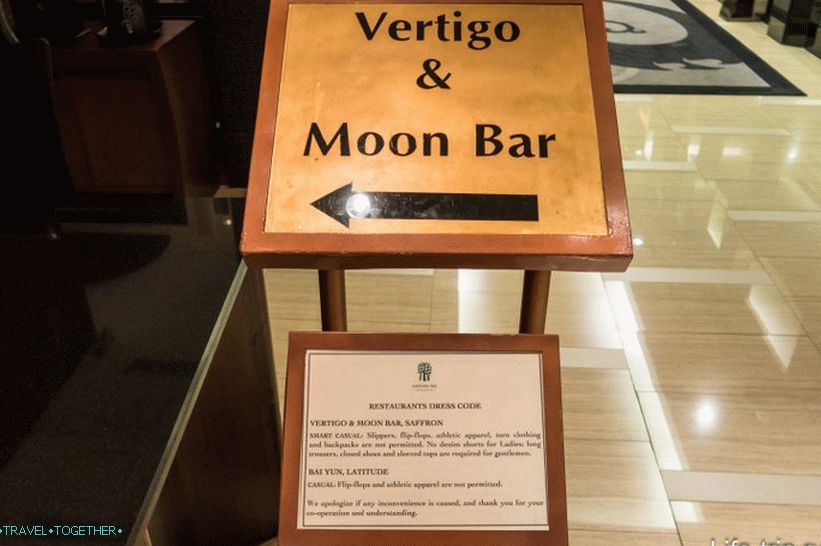 Vertigo
&
Moon Bar
RESTAURANTS DRESS CODE
VERTIGO & MOON BAR, SAFFRON
SMART CASUAL: Slippers, flip-flops, athletic apparel, torn clothing
and backpacks are not permitted. No denim shorts for Ladies; long
trousers, closed shoes and sleeved tops are required for gentlemen.
BAI YUN, LATITUDE
CASUAL: Flip-flops and athletic apparel are not permitted.
We apologize if any inconvenience is caused, and thank you for your
co-operation and understanding.
•TRAVEL•TOGETHER•